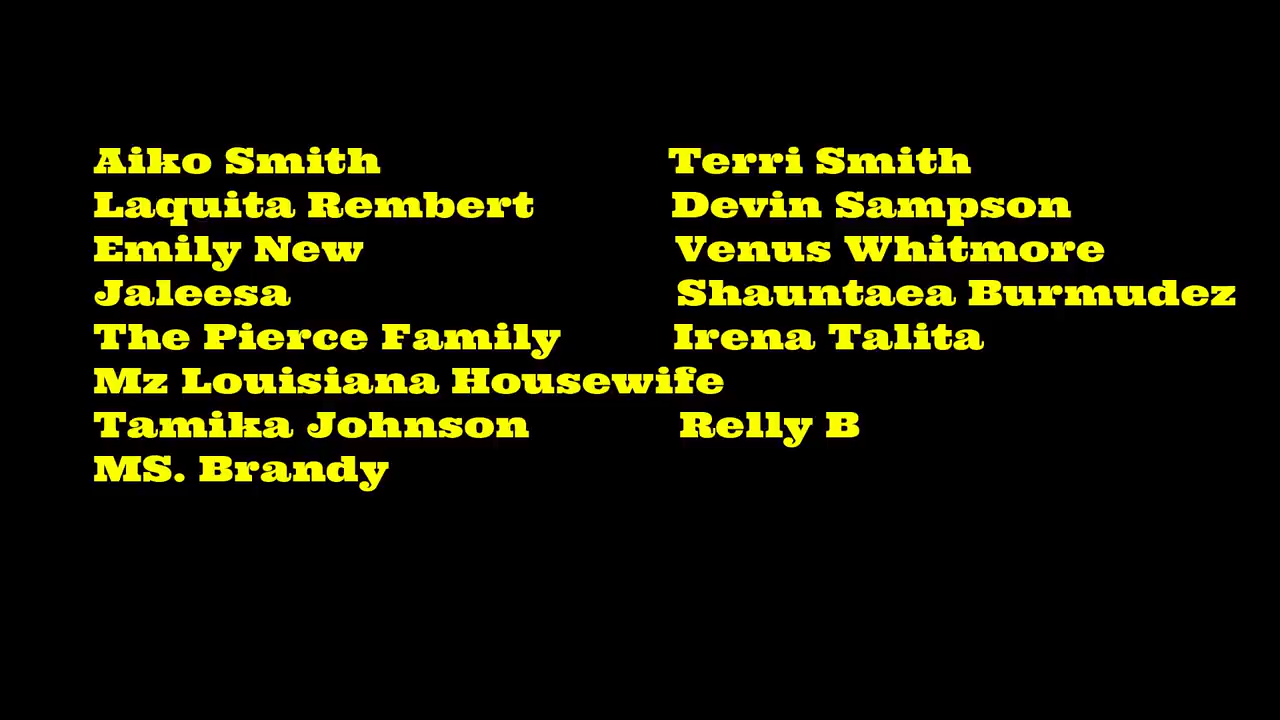 Aiko Smith Terri Smith
Laquita Rembert Devin Sampson
Emily New Venus Whitmore
Jaleesa Shauntaea Burmudez
The Pierce Family Irena Talita
Mz Louisiana Housewife
Tamika Johnson Relly B
MS. Brandy